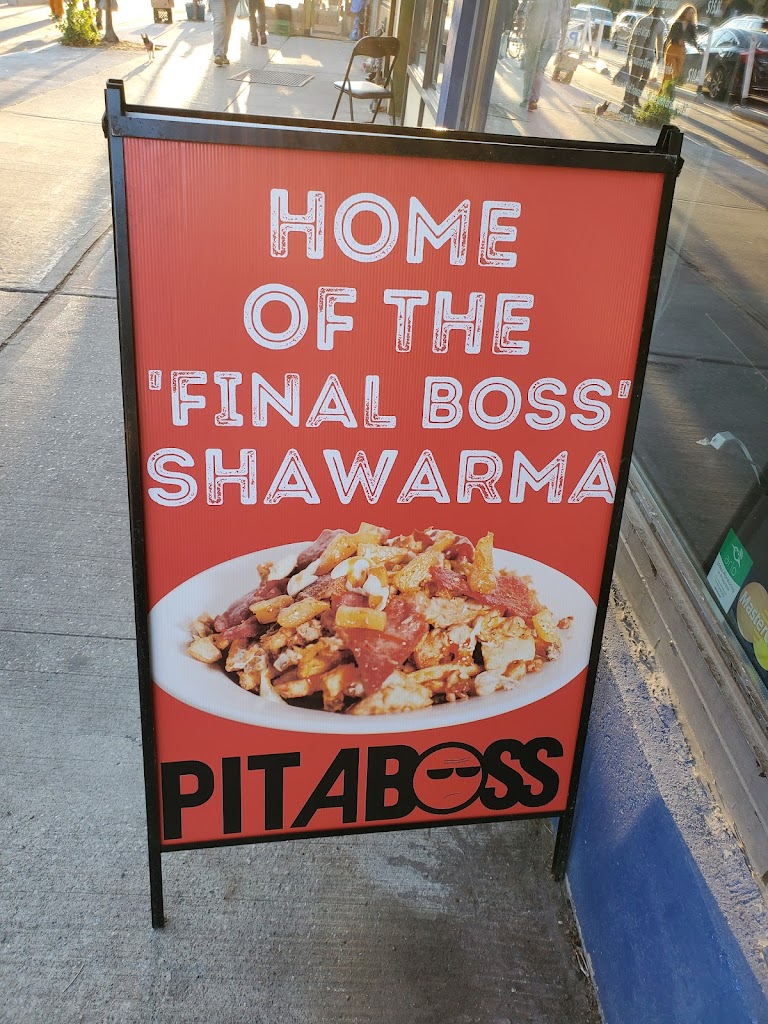 HOME
OF THE
'FINAL BOSS'
SHAWARMA
PITABOSS